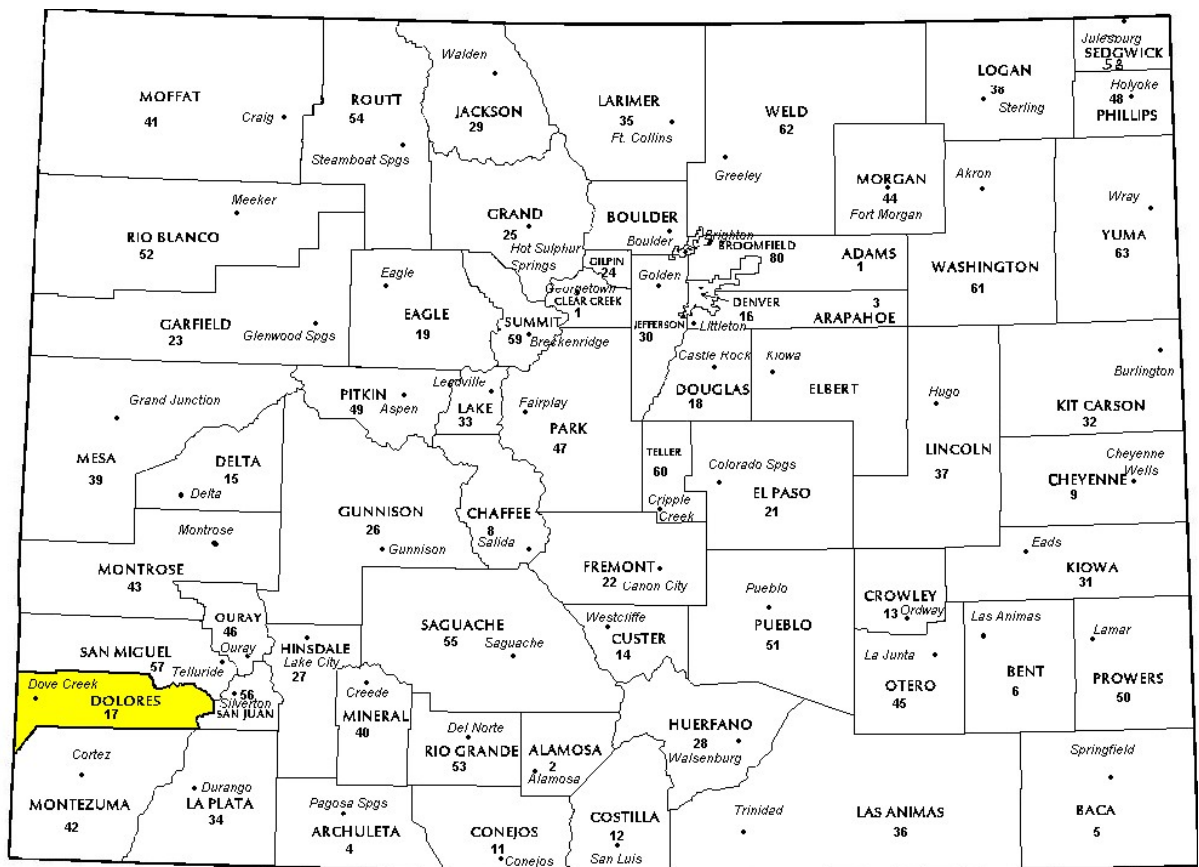 Julesburg
SEDGWICK
58
Walden
LOGAN
38
Sterling
Holyoke
48
PHILLIPS
MOFFAT
41
Craig
ROUTT
54
Steamboat Spgs
JACKSON
29
LARIMER
35
Ft. Collins
WELD
62
Greeley
MORGAN
44
Fort Morgan
Akron
WASHINGTON
61
Wray
YUMA
63
Meeker
RIO BLANCO
52
GRAND
25
Hot Sulphur
Springs
BOULDER
Boulder
Brighton
BROOMFIELD
80
ADAMS
1
GILPIN
24
Golden
Georgetown
CLEAR CREEK
1
DENVER
16
3
ARAPAHOE
Littleton
JEFFERSON
30
Eagle
EAGLE
19
SUMMIT
59
Breckenridge
GARFIELD
23
Glenwood Spgs
Castle Rock
DOUGLAS
18
Kiowa
ELBERT
Hugo
LINCOLN
37
Burlington
KIT CARSON
32
Grand Junction
MESA
39
PITKIN
49
Aspen
Leadville
LAKE
33
Fairplay
PARK
47
DELTA
15
Delta
TELLER
60
Cripple
Creek
Colorado Spgs
EL PASO
21
Cheyenne
Wells
CHEYENNE
9
GUNNISON
26
Gunnison
CHAFFEE
8
Salida
Montrose
MONTROSE
43
FREMONT
22
Canon City
Pueblo
PUEBLO
51
Eads
KIOWA
31
CROWLEY
13
Ordway
OURAY
46
Ouray
HINSDALE
Lake City
27
SAGUACHE
55
Saguache
Westcliffe
CUSTER
14
La Junta
OTERO
45
Las Animas
BENT
6
Lamar
PROWERS
50
SAN MIGUEL
57
Telluride
Dove Creek
DOLORES
17
56
Silverton
SAN JUAN
Creede
MINERAL
40
Del Norte
RIO GRANDE
53
ALAMOSA
2
Alamosa
HUERFANO
28
Walsenburg
Cortez
MONTEZUMA
42
Durango
LA PLATA
34
Pagosa Spgs
ARCHULETA
4
CONEJOS
11
Conejos
COSTILLA
12
San Luis
Trinidad
LAS ANIMAS
36
Springfield
BACA
5